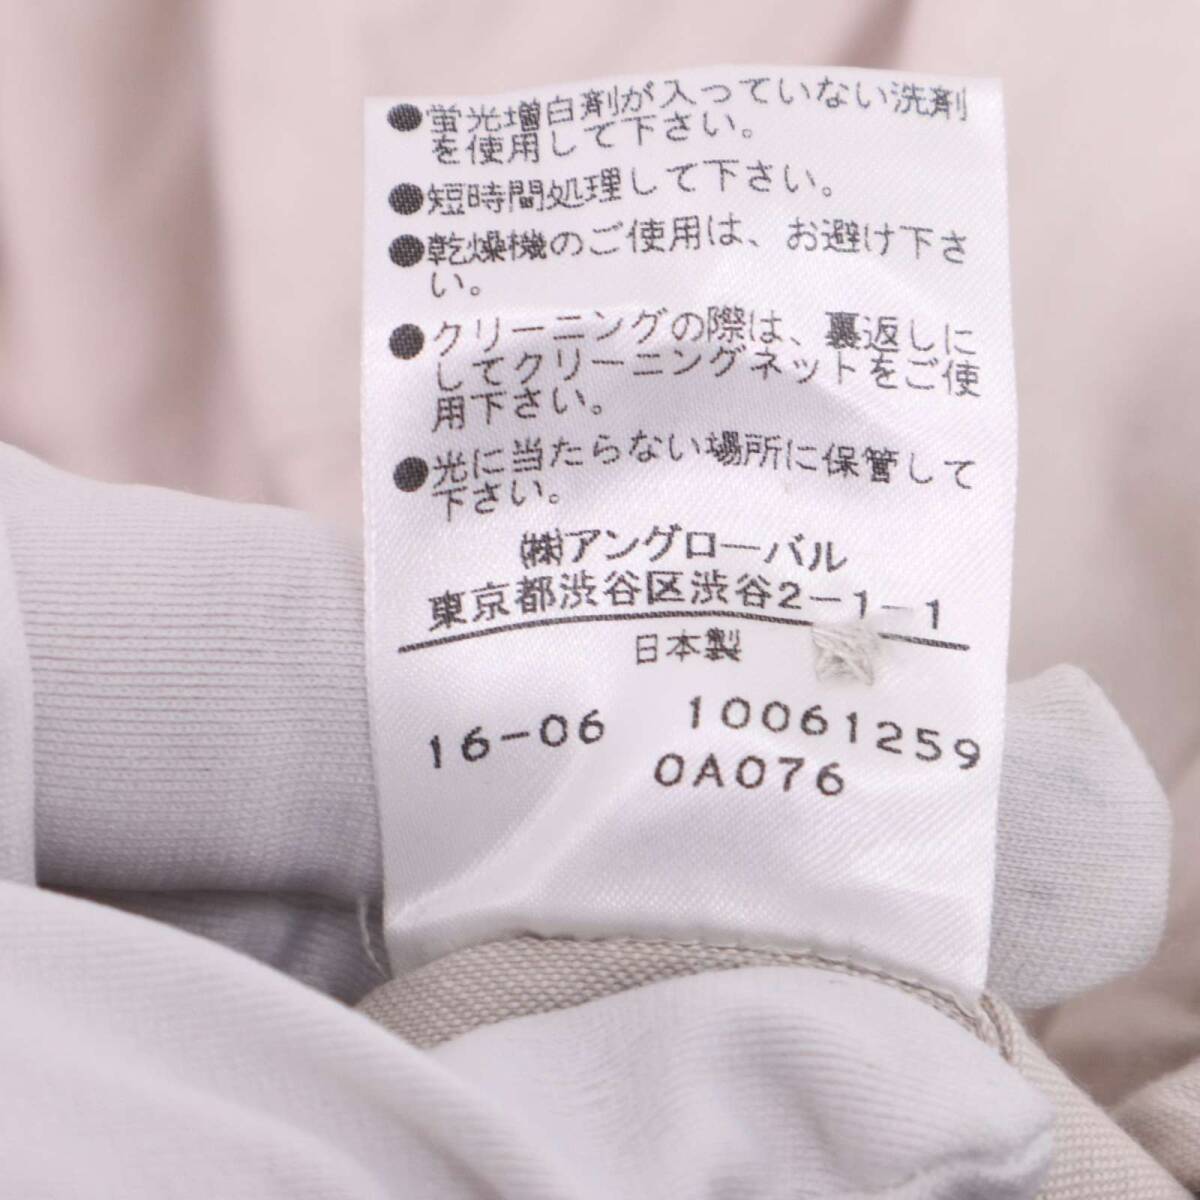 ●蛍光増白剤が入っていない洗剤
を使用して下さい。
●短時間処理して下さい。
●乾燥機のご使用は、お避け下さ
い。
●クリーニングの際は、裏返しに
してクリーニングネットをご使
用下さい。
●光に当たらない場所に保管して
下さい。
㈱アングローバル
東京都渋谷区渋谷2-1-1
日本製
16-06 10061259
0A076